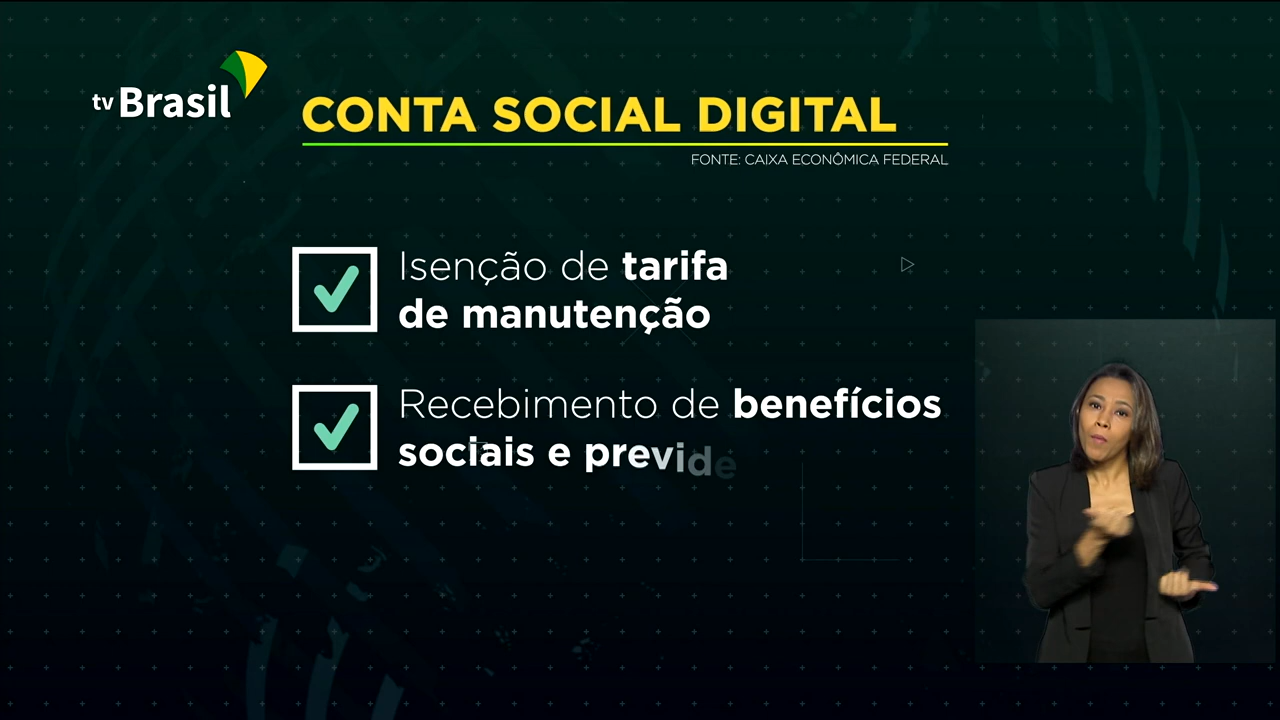 tv Brasil
CONTA SOCIAL DIGITAL
FONTE: CAIXA ECONÔMICA FEDERAL
Isenção de tarifa
de manutenção
Recebimento de benefícios
sociais e previde